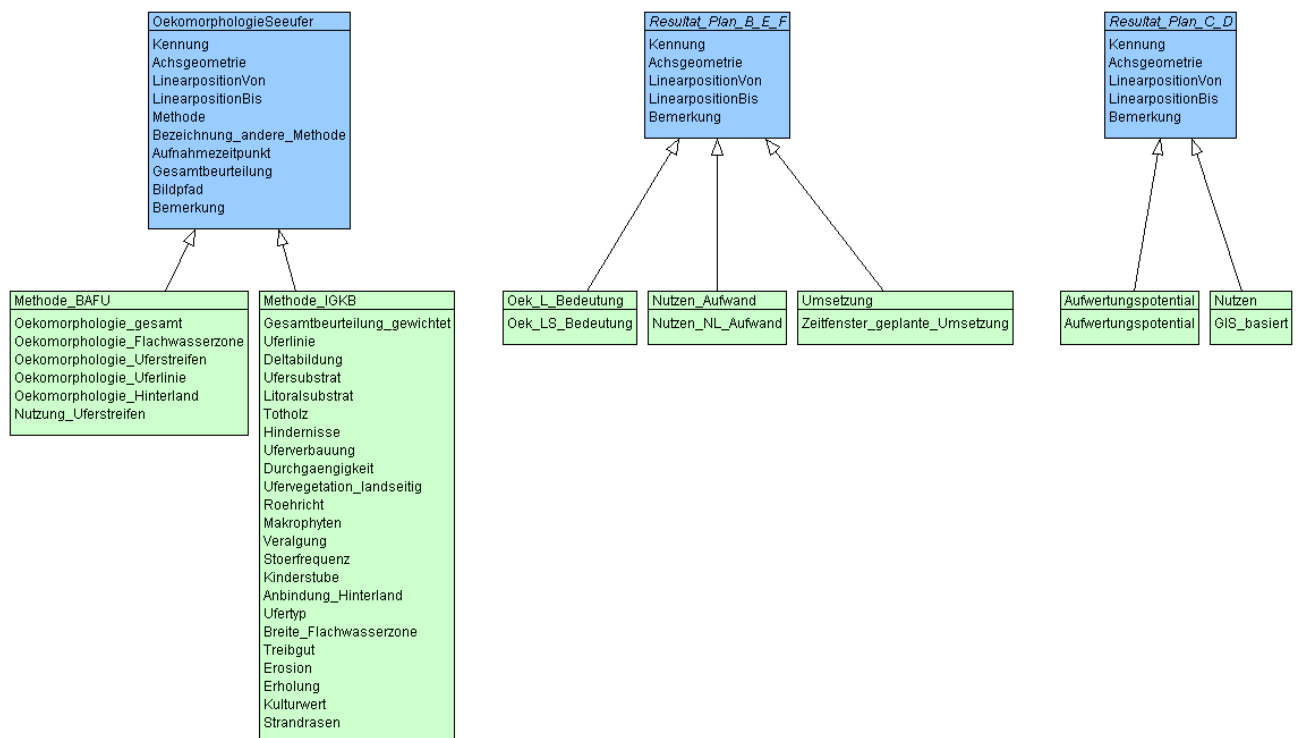 OekomorphologieSeeufer
Kennung
Achsgeometrie
LinearpositionVon
LinearpositionBis
Methode
Bezeichnung_andere_Methode
Aufnahmezeitpunkt
Gesamtbeurteilung
Bildpfad
Bemerkung
Resultat_Plan_B_E_F
Kennung
Achsgeometrie
LinearpositionVon
LinearpositionBis
Bemerkung
Resultat_Plan_C_D
Kennung
Achsgeometrie
LinearpositionVon
LinearpositionBis
Bemerkung
Methode_BAFU
Oekomorphologie_gesamt
Oekomorphologie_Flachwasserzone
Oekomorphologie_Uferstreifen
Oekomorphologie_Uferlinie
Oekomorphologie_Hinterland
Nutzung_Uferstreifen
Methode_IGKB
Gesamtbeurteilung_gewichtet
Uferlinie
Deltabildung
Ufersubstrat
Litoralsubstrat
Totholz
Hindernisse
Uferverbauung
Durchgaengigkeit
Ufervegetation_landseitig
Roehricht
Makrophyten
Veralgung
Stoerfrequenz
Kinderstube
Anbindung_Hinterland
Ufertyp
Breite_Flachwasserzone
Treibgut
Erosion
Erholung
Kulturwert
Strandrasen
Oek_L_Bedeutung
Oek_LS_Bedeutung
Nutzen_Aufwand
Nutzen_NL_Aufwand
Umsetzung
Zeitfenster_geplante_Umsetzung
Aufwertungspotential
Aufwertungspotential
Nutzen
GIS_basiert